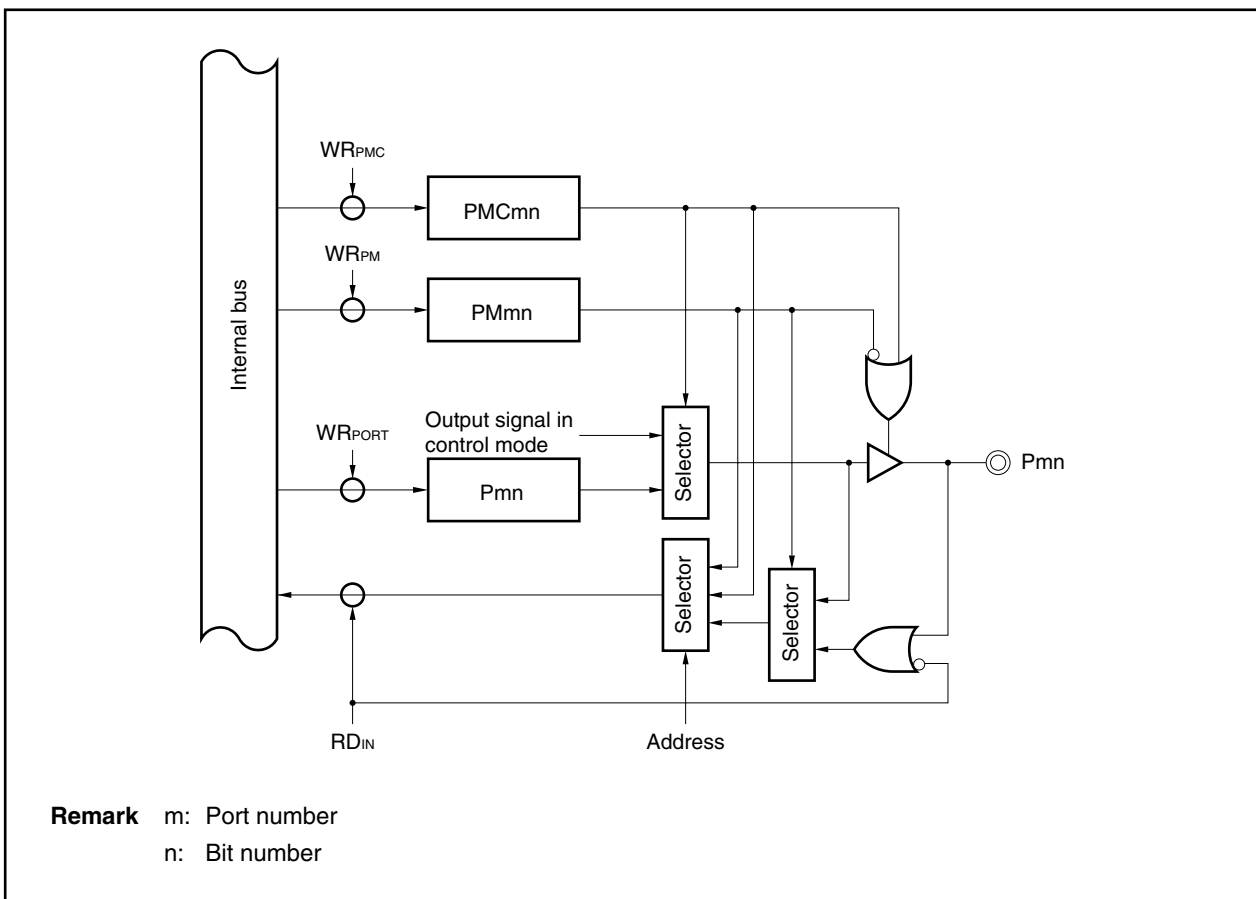 WRPMC
PMCmn
WRPM
PMmn
Internal bus
Output signal in
control mode
WRPORT
Pmn
Selector
Pmn
Selector
Selector
RDIN
Address
Remark m: Port number
n: Bit number